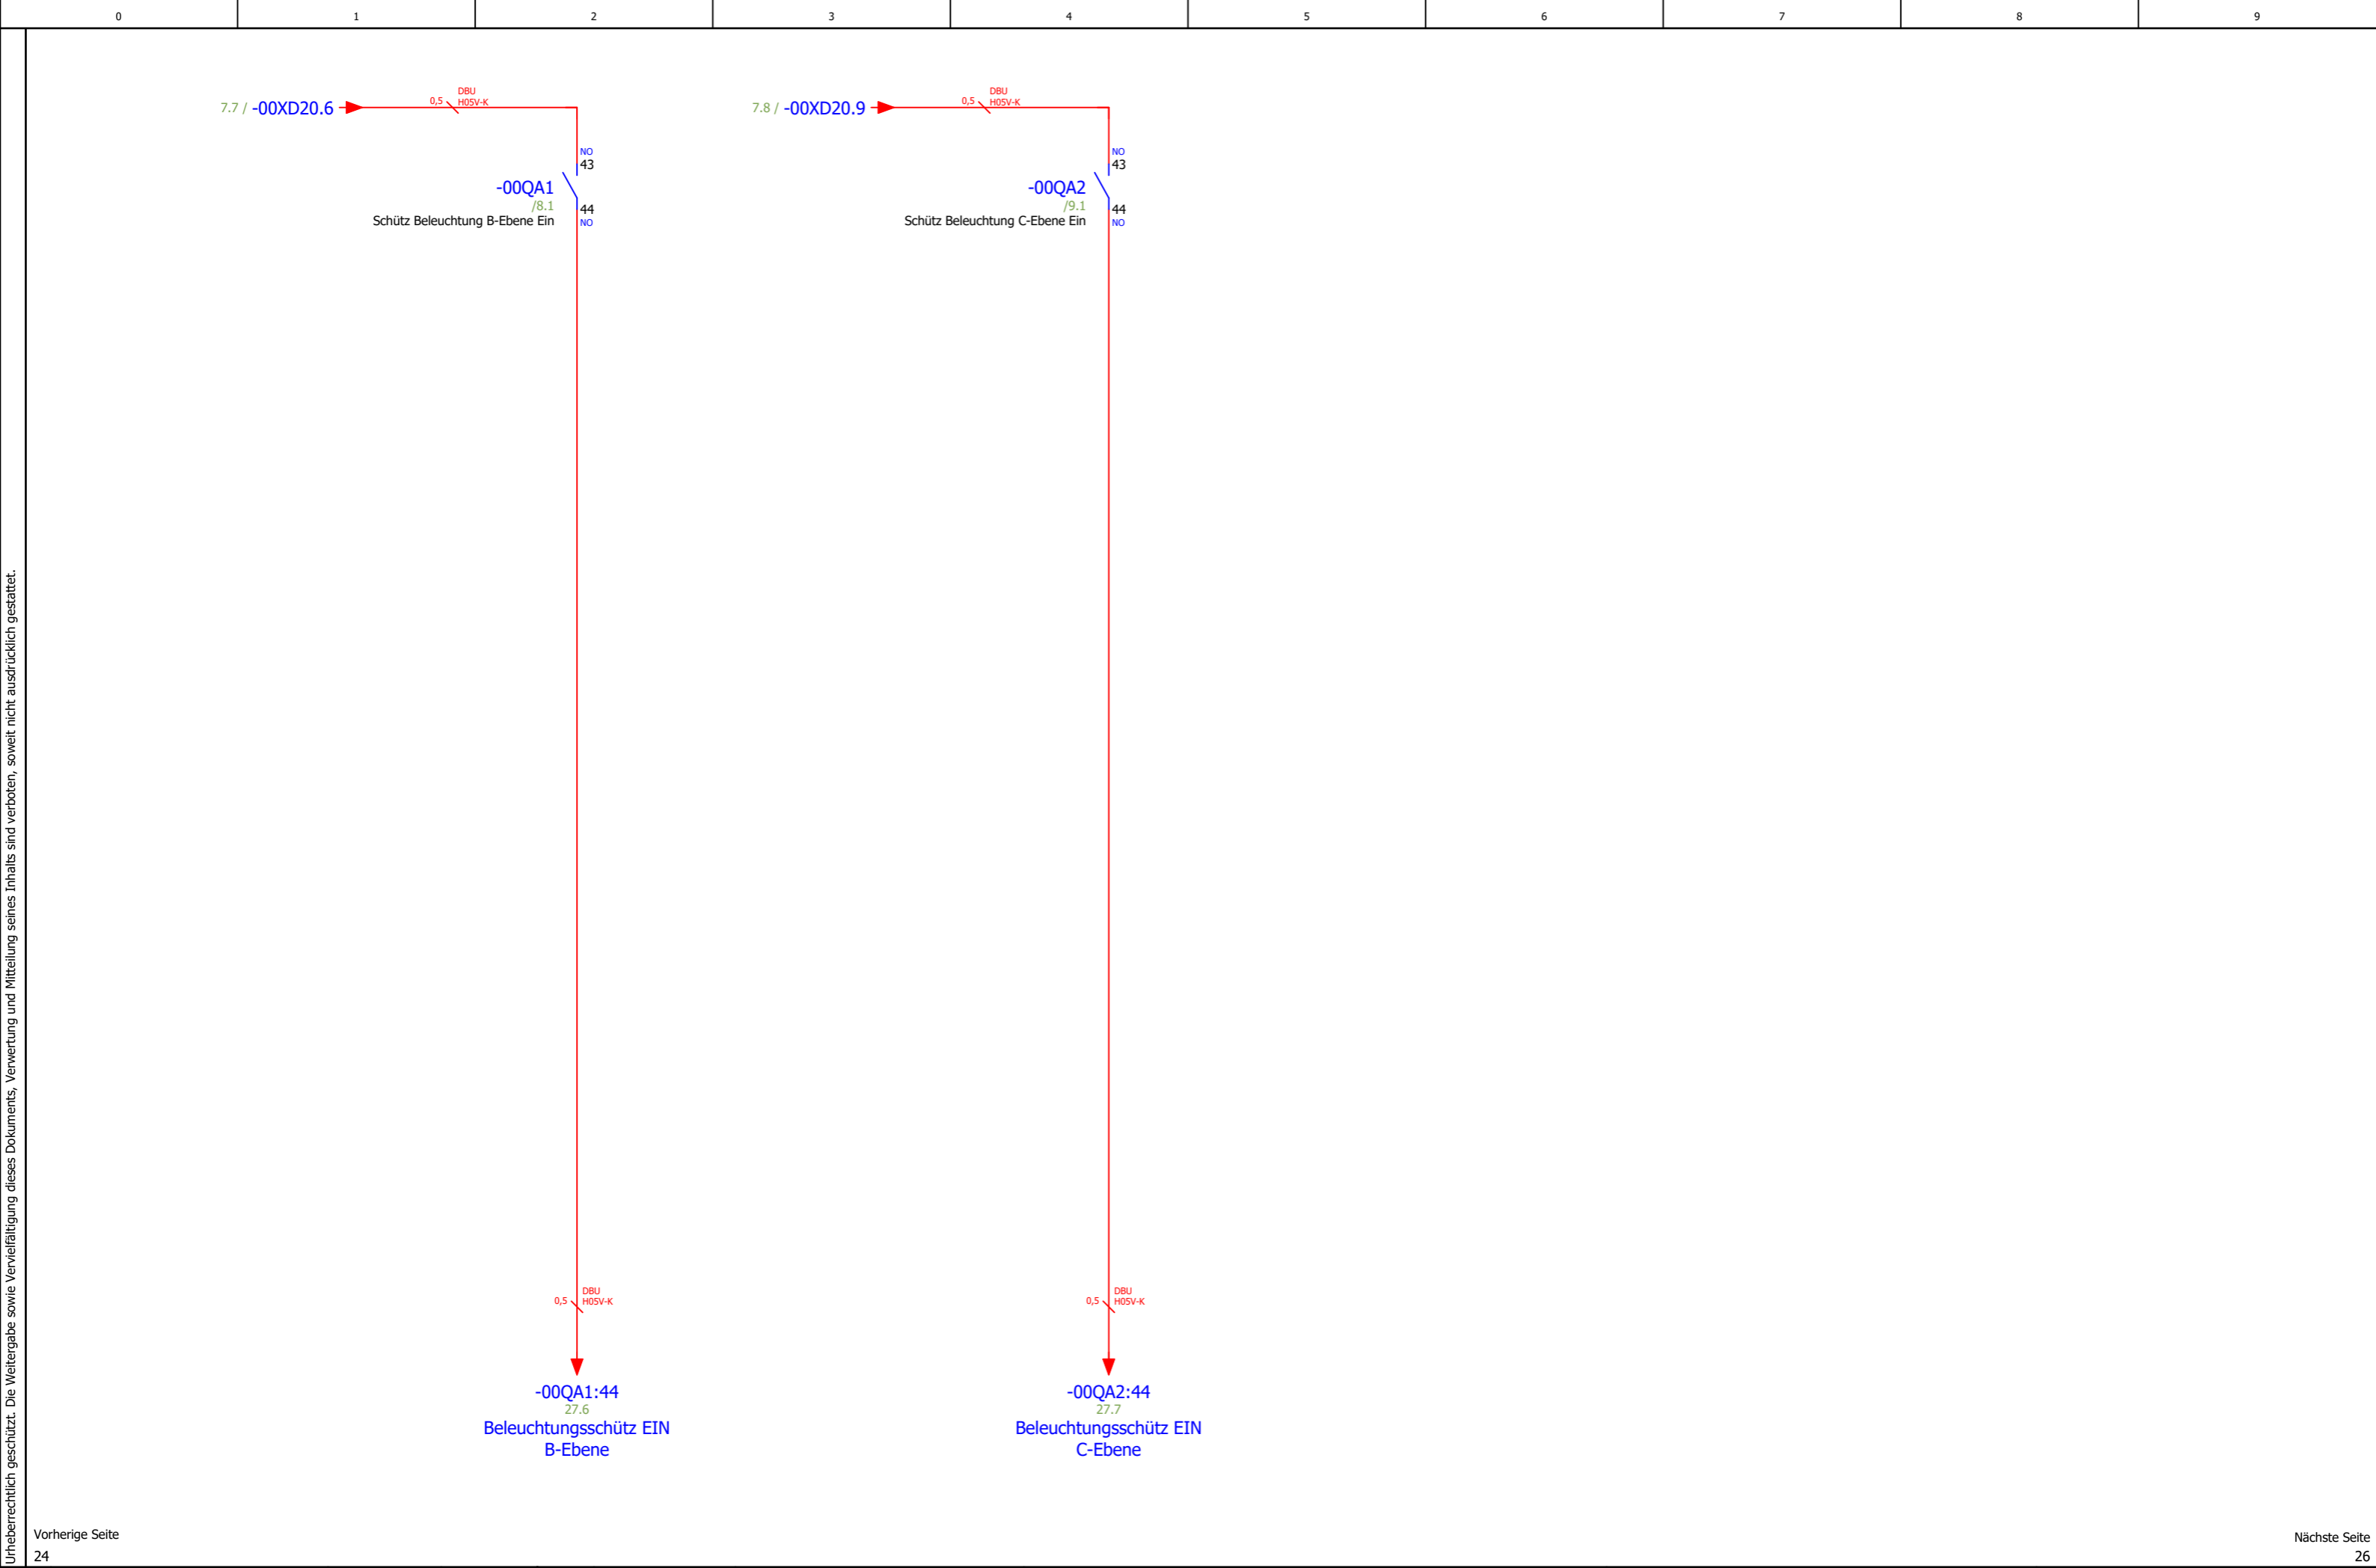 0 1 2 3 4 5 6 7 8 9
7.7 / -00XD20.6
0,5
DBU
H05V-K
NO
43
-00QA1
/8.1
Schütz Beleuchtung B-Ebene Ein
44
NO
0,5
DBU
H05V-K
-00QA1:44
27.6
Beleuchtungsschütz EIN
B-Ebene
7.8 / -00XD20.9
0,5
DBU
H05V-K
NO
43
-00QA2
/9.1
Schütz Beleuchtung C-Ebene Ein
44
NO
0,5
DBU
H05V-K
-00QA2:44
27.7
Beleuchtungsschütz EIN
C-Ebene
Urheberrechtlich geschützt. Die Weitergabe sowie Vervielfältigung dieses Dokuments, Verwertung und Mitteilung seines Inhalts sind verboten, soweit nicht ausdrücklich gestattet.
Vorherige Seite
24
Nächste Seite
26